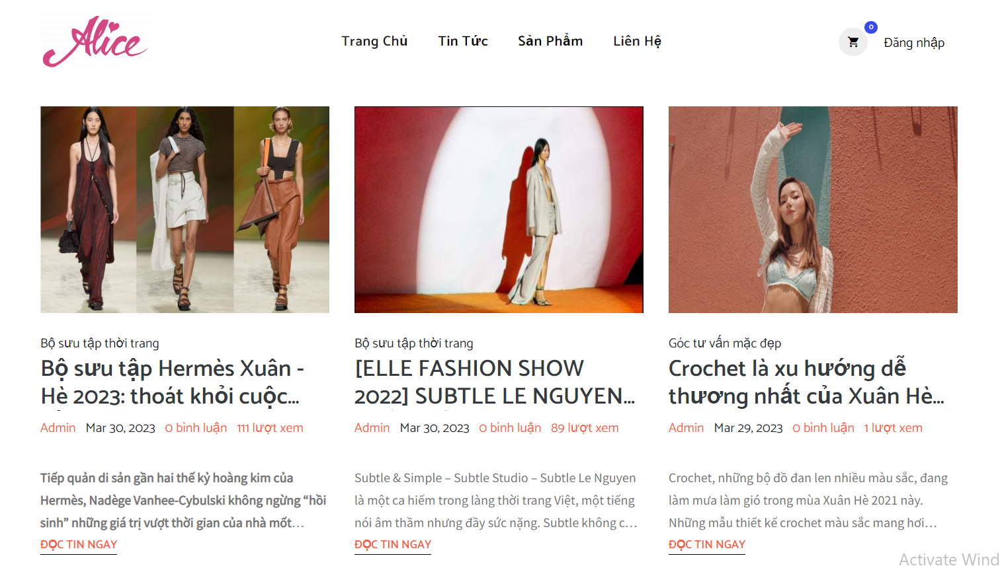 Alice
Trang Chủ
Tin Tức
Sản Phẩm
Liên Hệ
0
Đăng nhập
Bộ sưu tập thời trang
Bộ sưu tập Hermès Xuân -
Hè 2023: thoát khỏi cuộc...
Admin Mar 30, 2023 0 bình luận 111 lượt xem
Tiếp quản di sản gần hai thế kỷ hoàng kim của
Hermès, Nadège Vanhee-Cybulski không ngừng “hồi
sinh” những giá trị vượt thời gian của nhà mốt...
ĐỌC TIN NGAY
Bộ sưu tập thời trang
[ELLE FASHION SHOW
2022] SUBTLE LE NGUYEN...
Admin Mar 30, 2023 0 bình luận 89 lượt xem
Subtle & Simple – Subtle Studio – Subtle Le Nguyen
là một ca hiếm trong làng thời trang Việt, một tiếng
nói âm thầm nhưng đầy sức nặng. Subtle không c...
ĐỌC TIN NGAY
Góc tư vấn mặc đẹp
Crochet là xu hướng dễ
thương nhất của Xuân Hè...
Admin Mar 29, 2023 0 bình luận 1 lượt xem
Crochet, những bộ đồ đan len nhiều màu sắc, đang
làm mưa làm gió trong mùa Xuân Hè 2021 này.
Những mẫu thiết kế crochet màu sắc mang hơi...
ĐỌC TIN NGAY
Activate Wind